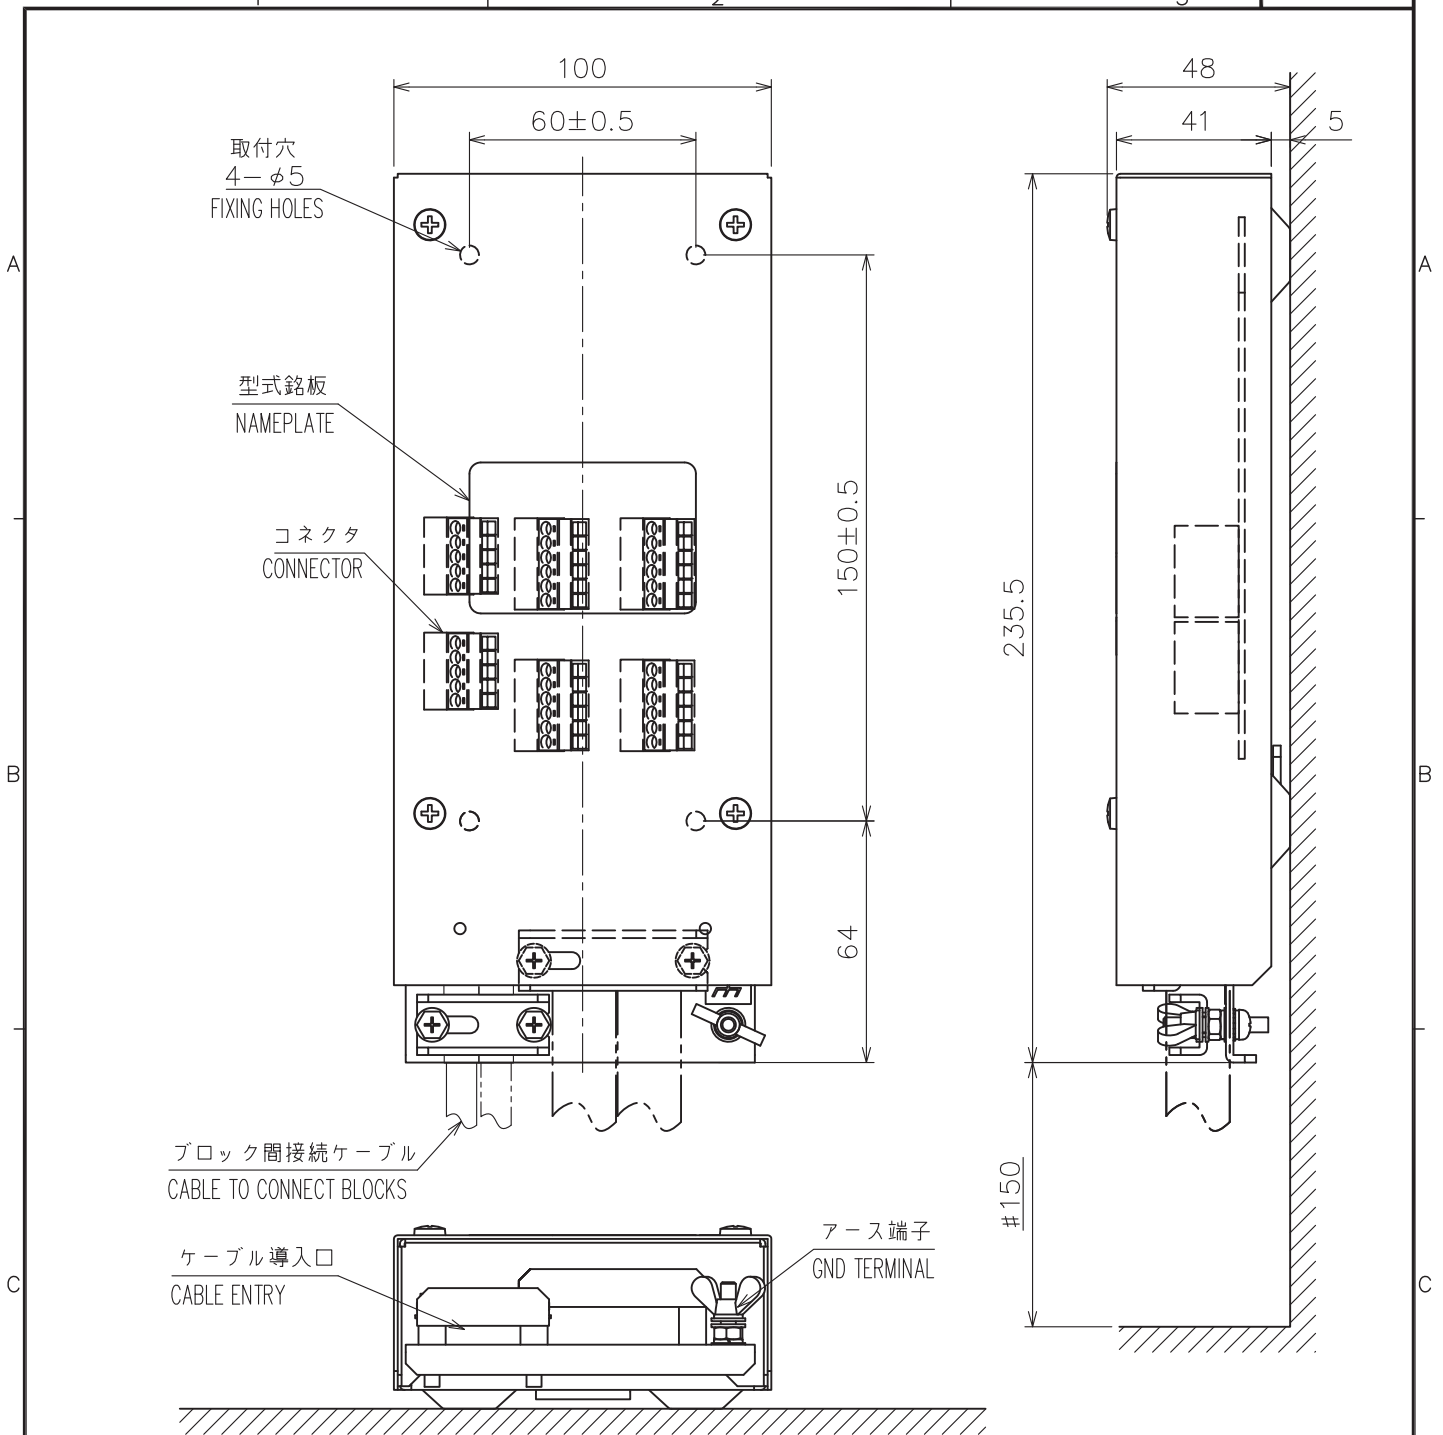 100
60±0.5
48
41
5
取付穴
4-φ5
FIXING HOLES
A
A
型式銘板
NAMEPLATE
コネクタ
CONNECTOR
150±0.5
235.5
B
B
64
ブロック間接続ケーブル
CABLE TO CONNECT BLOCKS
#150
アース端子
GND TERMINAL
ケーブル導入口
CABLE ENTRY
C
C